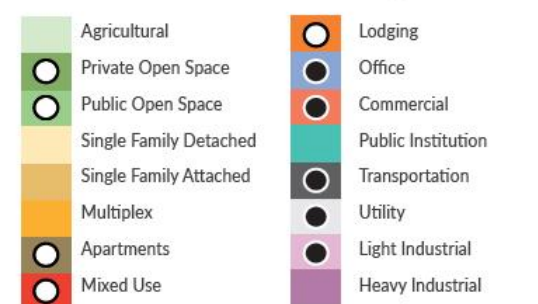 Agricultural
Private Open Space
Public Open Space
Single Family Detached
Single Family Attached
Multiplex
Apartments
Mixed Use
Lodging
Office
Commercial
Public Institution
Transportation
Utility
Light Industrial
Heavy Industrial